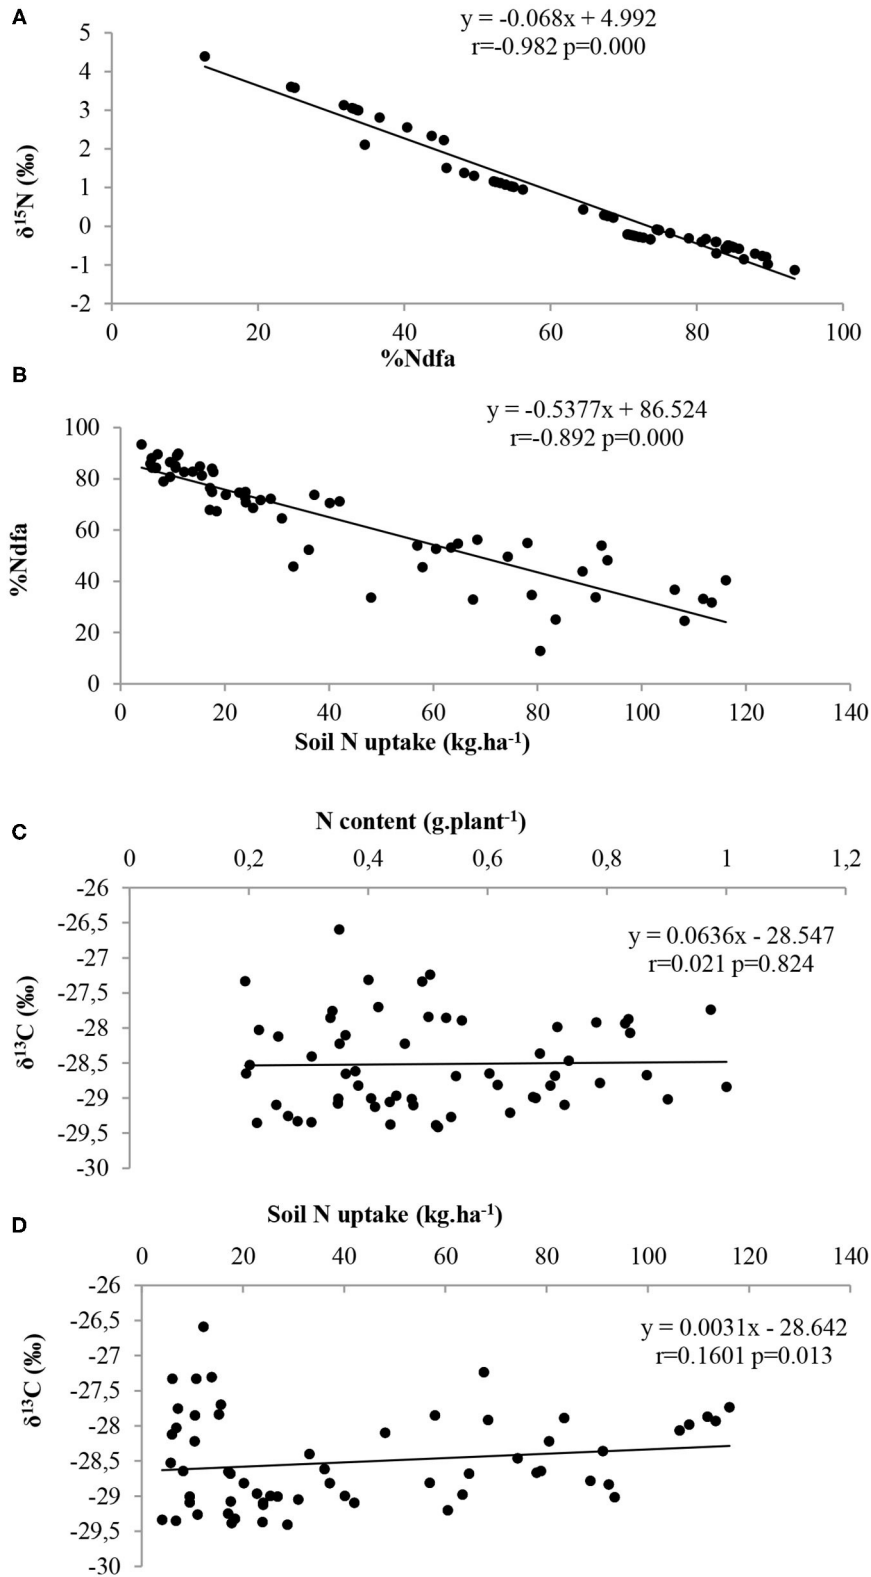 A
y = -0.068x + 4.992
r=-0.982 p=0.000
5
4
3
2
1
0
-1
-2
δ¹⁵N (‰)
0 20 40 60 80 100
%Ndfa
B
y = -0.5377x + 86.524
r=-0.892 p=0.000
100
80
60
40
20
0
%Ndfa
0 20 40 60 80 100 120 140
Soil N uptake (kg.ha⁻¹)
C
N content (g.plant⁻¹)
0 0,2 0,4 0,6 0,8 1 1,2
y = 0.0636x - 28.547
r=0.021 p=0.824
-26
-26,5
-27
-27,5
-28
-28,5
-29
-29,5
-30
δ¹³C (‰)
D
Soil N uptake (kg.ha⁻¹)
0 20 40 60 80 100 120 140
y = 0.0031x - 28.642
r=0.1601 p=0.013
-26
-26,5
-27
-27,5
-28
-28,5
-29
-29,5
-30
δ¹³C (‰)